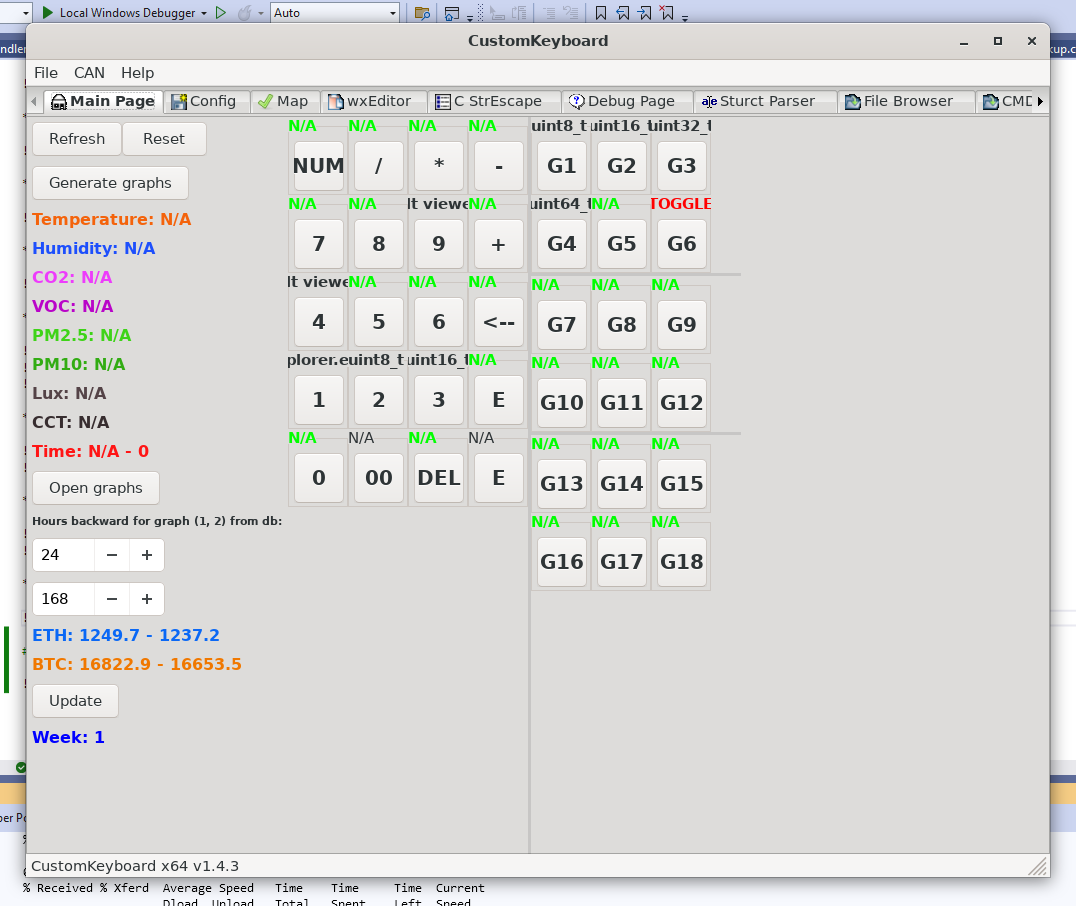 Local Windows Debugger Auto
CustomKeyboard
File CAN Help
Main Page Config Map wxEditor C StrEscape Debug Page Sturct Parser File Browser CMD
Refresh Reset
Generate graphs
Temperature: N/A
Humidity: N/A
CO2: N/A
VOC: N/A
PM2.5: N/A
PM10: N/A
Lux: N/A
CCT: N/A
Time: N/A - 0
Open graphs
Hours backward for graph (1, 2) from db:
24 − +
168 − +
ETH: 1249.7 - 1237.2
BTC: 16822.9 - 16653.5
Update
Week: 1
N/A N/A N/A N/A
NUM / * -
N/A N/A lt viewe N/A
7 8 9 +
lt viewe N/A N/A N/A
4 5 6 <--
plorer.e uint8_t uint16_t N/A
1 2 3 E
N/A N/A N/A N/A
0 00 DEL E
uint8_t uint16_t uint32_t
G1 G2 G3
uint64_t N/A TOGGLE
G4 G5 G6
N/A N/A N/A
G7 G8 G9
N/A N/A N/A
G10 G11 G12
N/A N/A N/A
G13 G14 G15
N/A N/A N/A
G16 G17 G18
CustomKeyboard x64 v1.4.3
% Received % Xferd Average Speed Time Time Time Current
Dload Upload Total Spent Left Speed